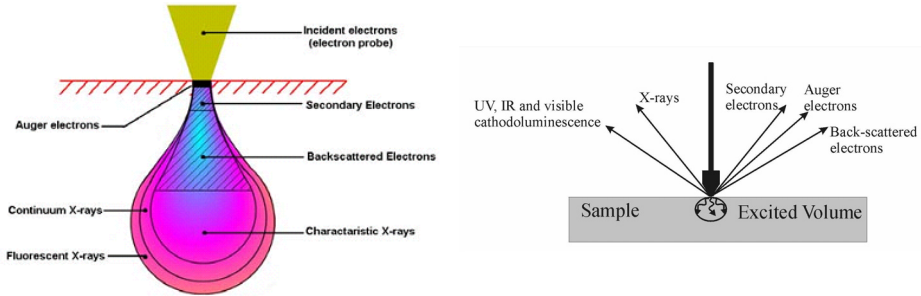 Incident electrons
(electron probe)
Secondary Electrons
Auger electrons
Backscattered Electrons
Continuum X-rays
Charactaristic X-rays
Fluorescent X-rays
UV, IR and visible
cathodoluminescence
X-rays
Secondary
electrons
Auger
electrons
Back-scattered
electrons
Sample
Excited Volume